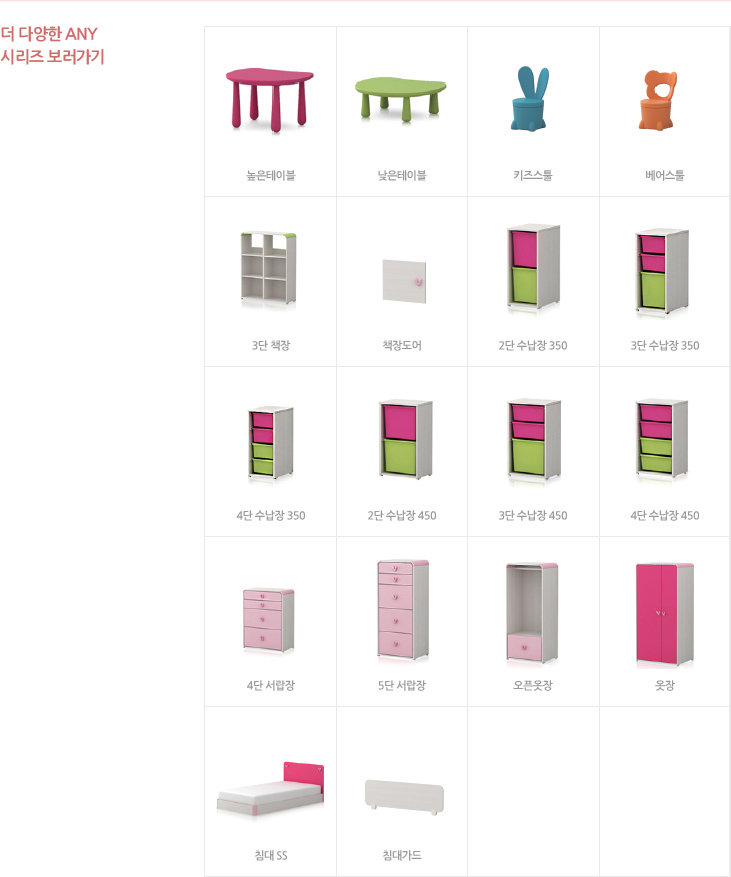 더 다양한 ANY
시리즈 보러가기
높은테이블
낮은테이블
키즈스툴
베어스툴
3단 책장
책장도어
2단 수납장 350
3단 수납장 350
4단 수납장 350
2단 수납장 450
3단 수납장 450
4단 수납장 450
4단 서랍장
5단 서랍장
오픈옷장
옷장
침대 SS
침대가드